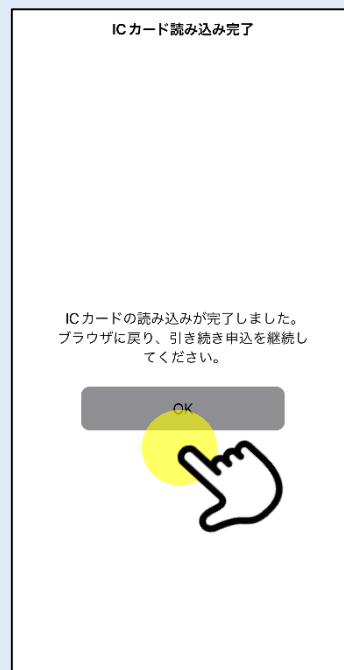 ICカード読み込み完了
ICカードの読み込みが完了しました。
ブラウザに戻り、引き続き申込を継続し
てください。
OK